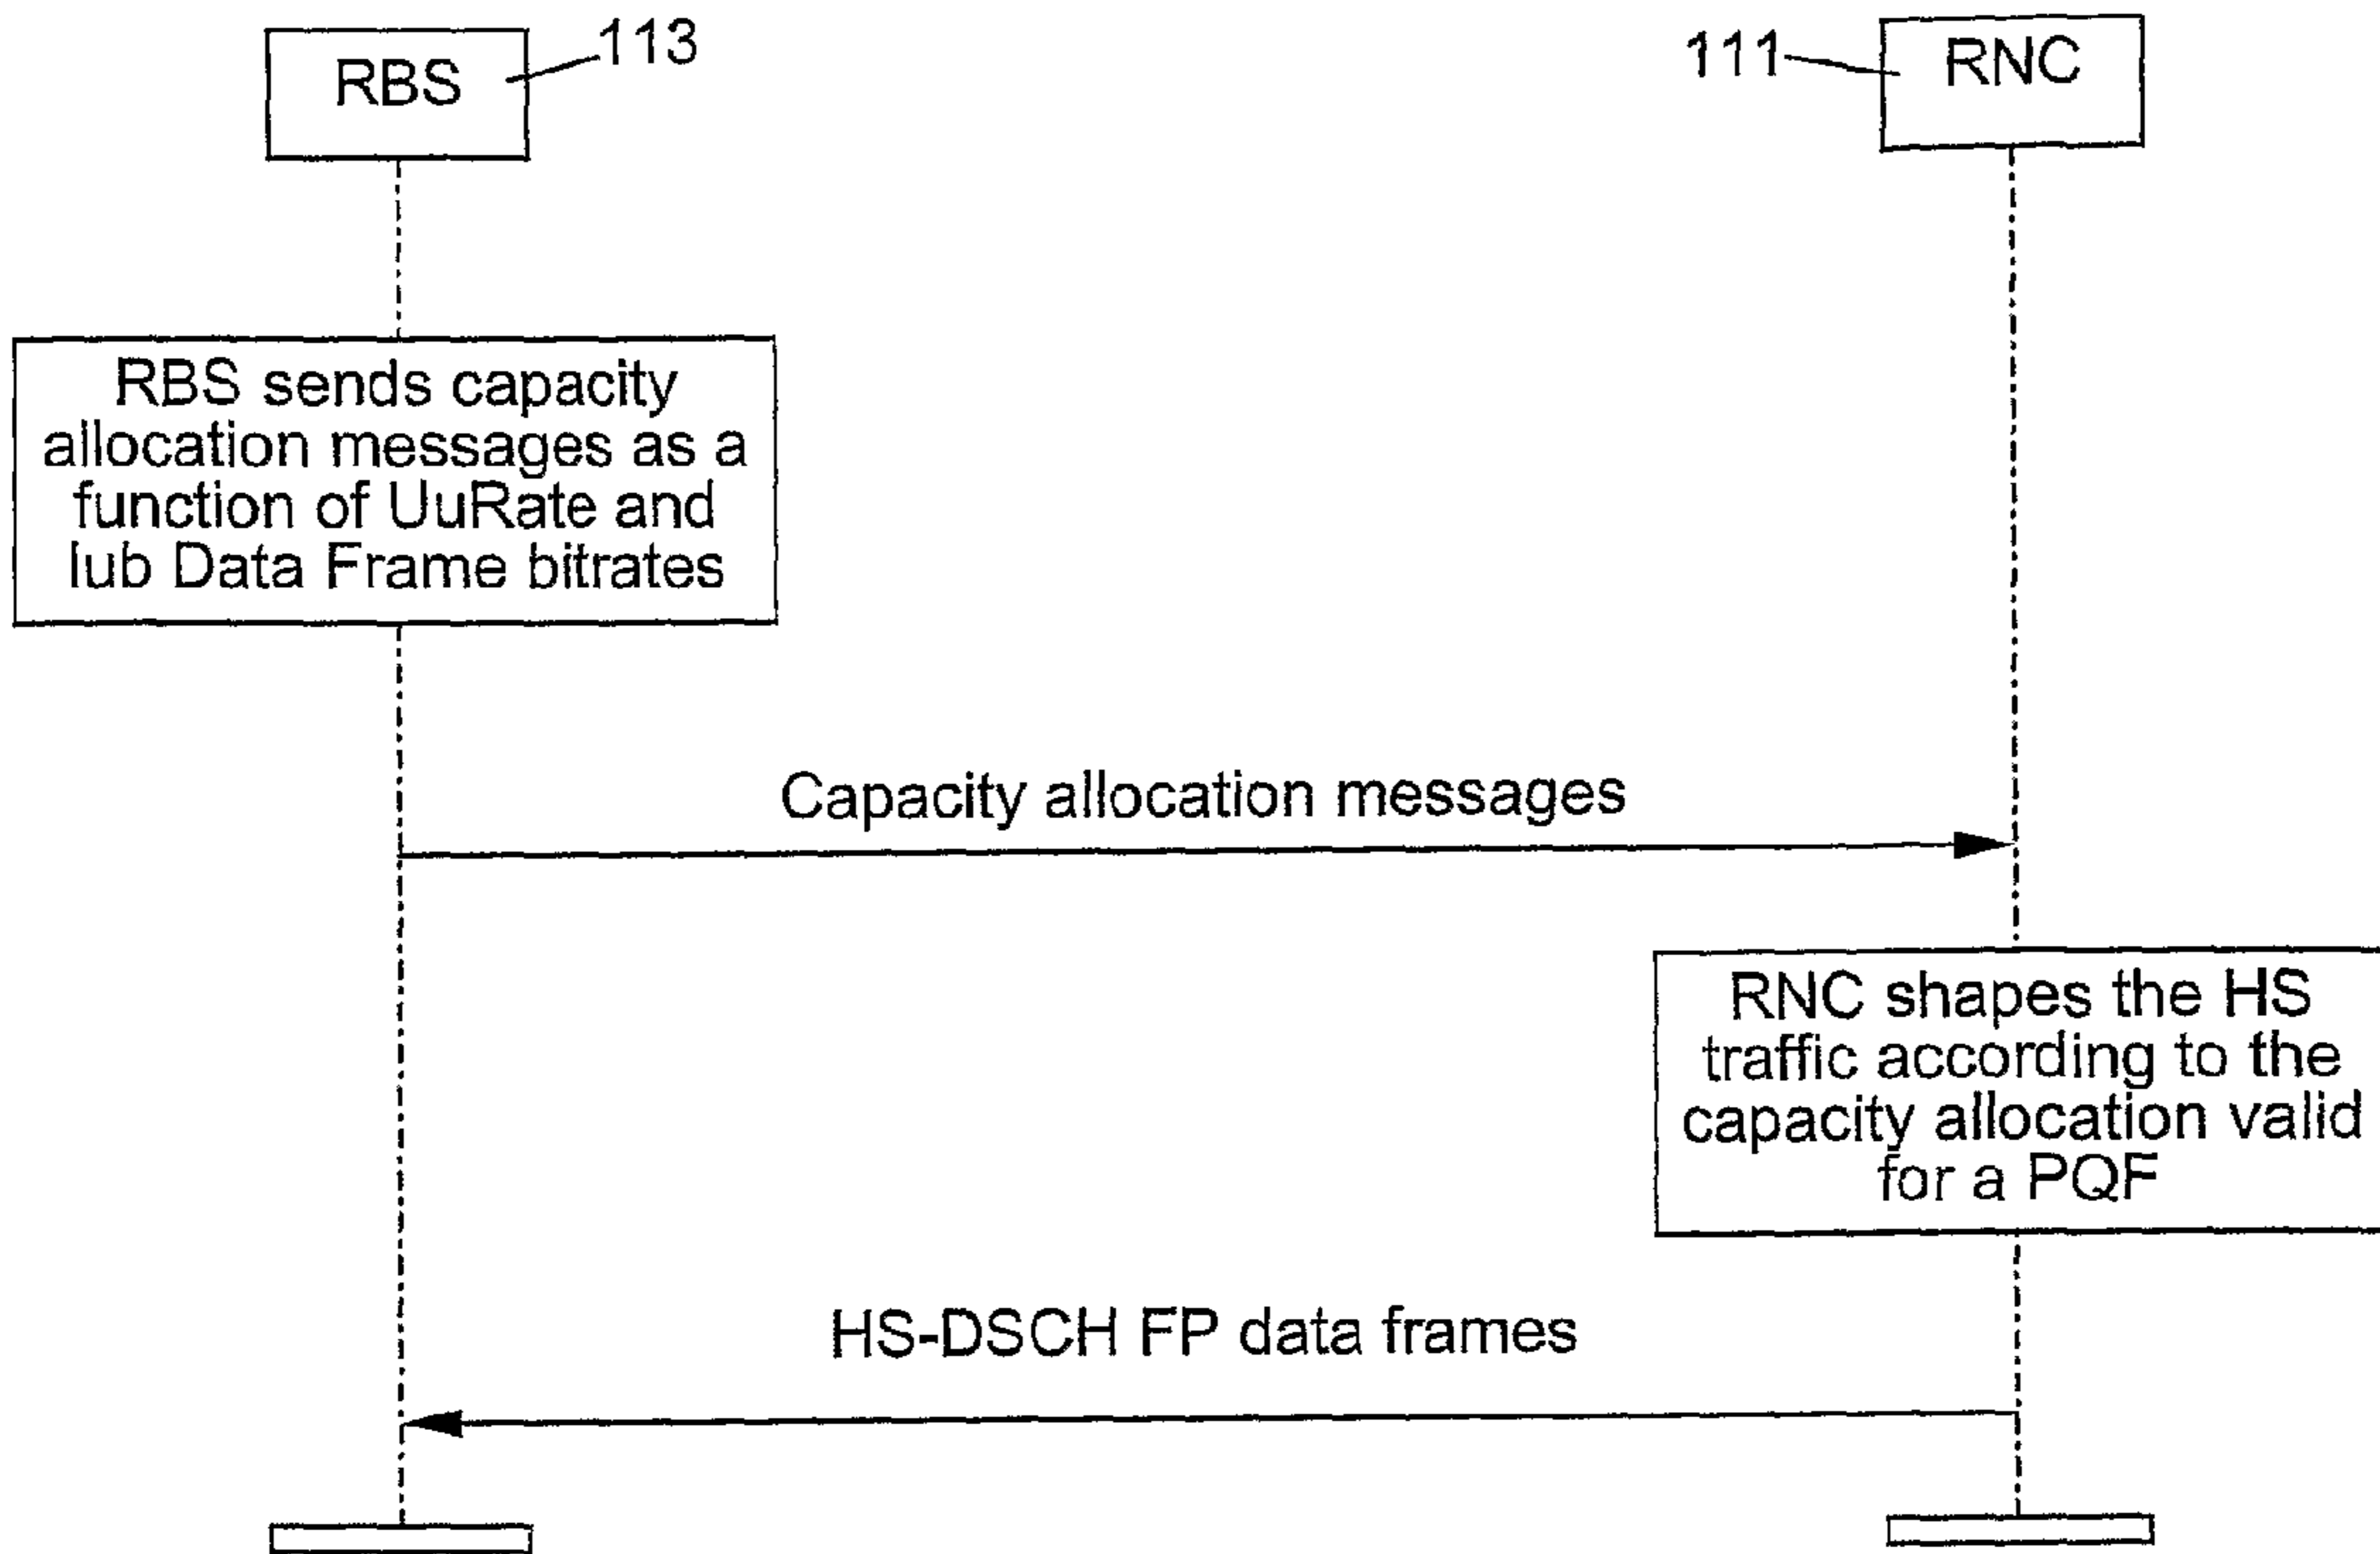 RBS
113
111
RNC
RBS sends capacity
allocation messages as a
function of UuRate and
Iub Data Frame bitrates
Capacity allocation messages
RNC shapes the HS
traffic according to the
capacity allocation valid
for a PQF
HS-DSCH FP data frames